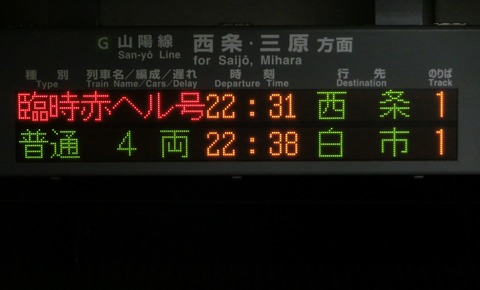 G 山陽線 西条・三原 方面
San-yō Line for Saijō, Mihara
種別 列車名/編成/遅れ 時刻 行先 のりば
Type Train Name/Cars/Delay Departure Time Destination Track
臨時赤ヘル号 22:31 西条 1
普通 4両 22:38 白市 1